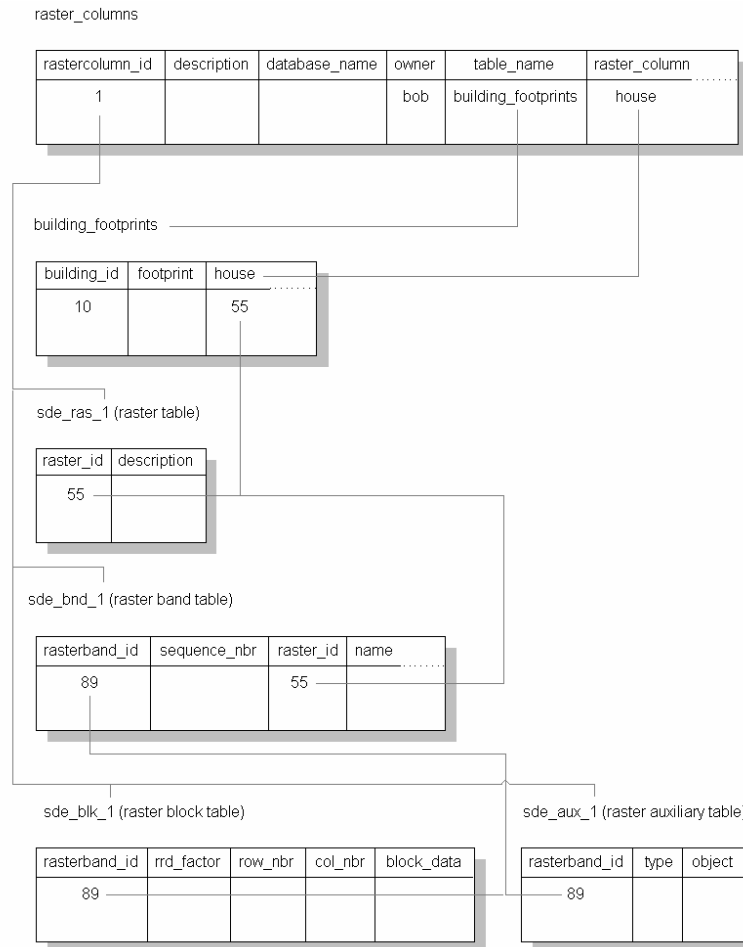 raster_columns
rastercolumn_id description database_name owner table_name raster_column
1 bob building_footprints house
building_footprints
building_id footprint house
10 55
sde_ras_1 (raster table)
raster_id description
55
sde_bnd_1 (raster band table)
rasterband_id sequence_nbr raster_id name
89 55
sde_blk_1 (raster block table) sde_aux_1 (raster auxiliary table)
rasterband_id rrd_factor row_nbr col_nbr block_data rasterband_id type object
89 89